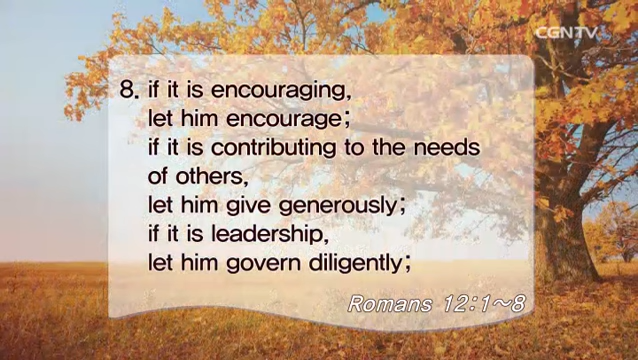 CGNTV
8. if it is encouraging,
let him encourage;
if it is contributing to the needs
of others,
let him give generously;
if it is leadership,
let him govern diligently;
Romans 12:1~8